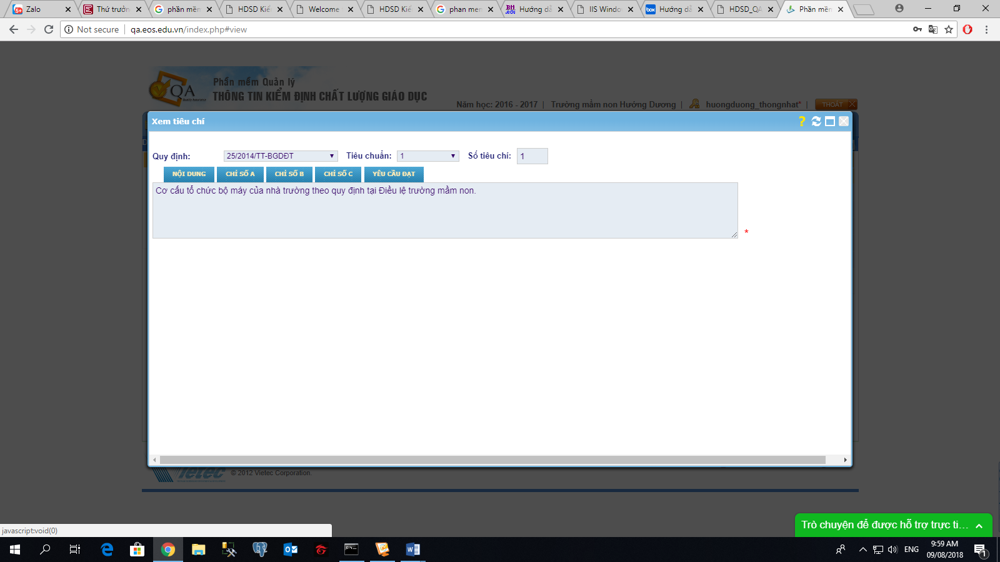 Zalo
Thứ trưởn
phần mềm
HDSD Kiể
Welcome
HDSD Kiể
phan mem
Hướng dẫ
IIS Windo
Hướng dẫ
HDSD_QA
Phần mềm
Not secure
qa.eos.edu.vn/index.php#view
QA
Phần mềm Quản lý
THÔNG TIN KIỂM ĐỊNH CHẤT LƯỢNG GIÁO DỤC
Năm học: 2016 - 2017 | Trường mầm non Hướng Dương | huongduong_thongnhat* | THOÁT
Xem tiêu chí
Quy định: 25/2014/TT-BGDĐT Tiêu chuẩn: 1 Số tiêu chí: 1
NỘI DUNG CHỈ SỐ A CHỈ SỐ B CHỈ SỐ C YÊU CẦU ĐẠT
Cơ cấu tổ chức bộ máy của nhà trường theo quy định tại Điều lệ trường mầm non.
*
Vietec © 2012 Vietec Corporation.
Trò chuyện để được hỗ trợ trực ti...
javascript:void(0)
ENG
9:59 AM
09/08/2018
1